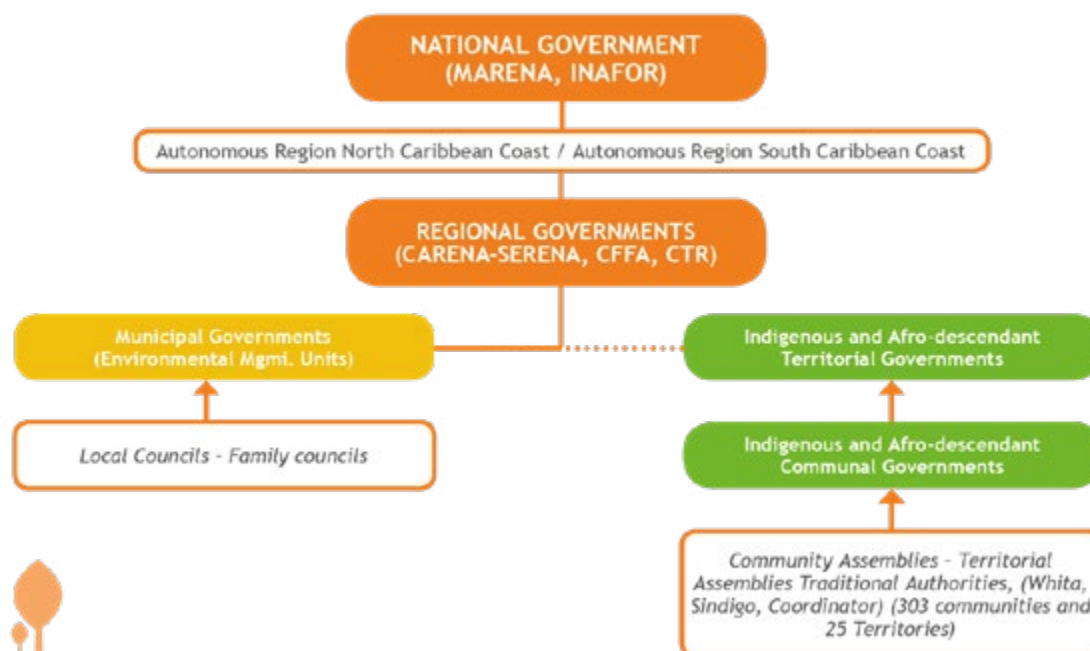 NATIONAL GOVERNMENT
(MARENA, INAFOR)
Autonomous Region North Caribbean Coast / Autonomous Region South Caribbean Coast
REGIONAL GOVERNMENTS
(CARENA-SERENA, CFFA, CTR)
Municipal Governments
(Environmental Mgmi. Units)
Indigenous and Afro-descendant
Territorial Governments
Local Councils - Family councils
Indigenous and Afro-descendant
Communal Governments
Community Assemblies - Territorial
Assemblies Traditional Authorities, (Whita,
Sindigo, Coordinator) (303 communities and
25 Territories)